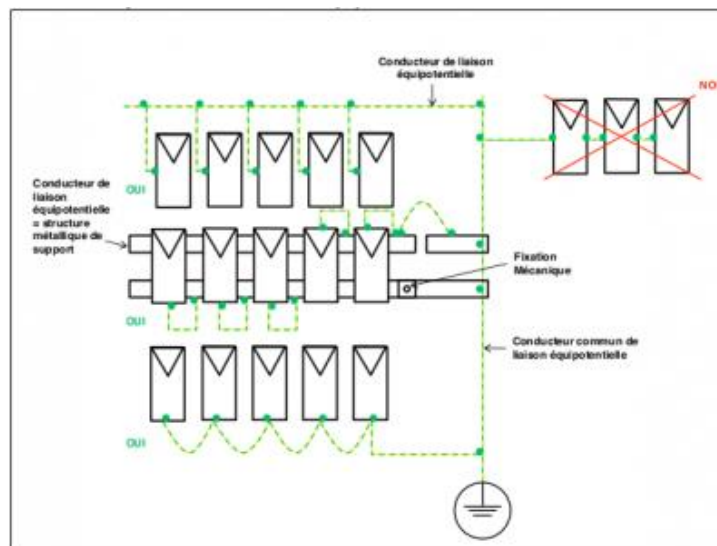 Conducteur de liaison
équipotentielle
NO
OUI
Conducteur de
liaison
équipotentielle
= structure
métallique de
support
Fixation
Mécanique
OUI
Conducteur commun de
liaison équipotentielle
OUI